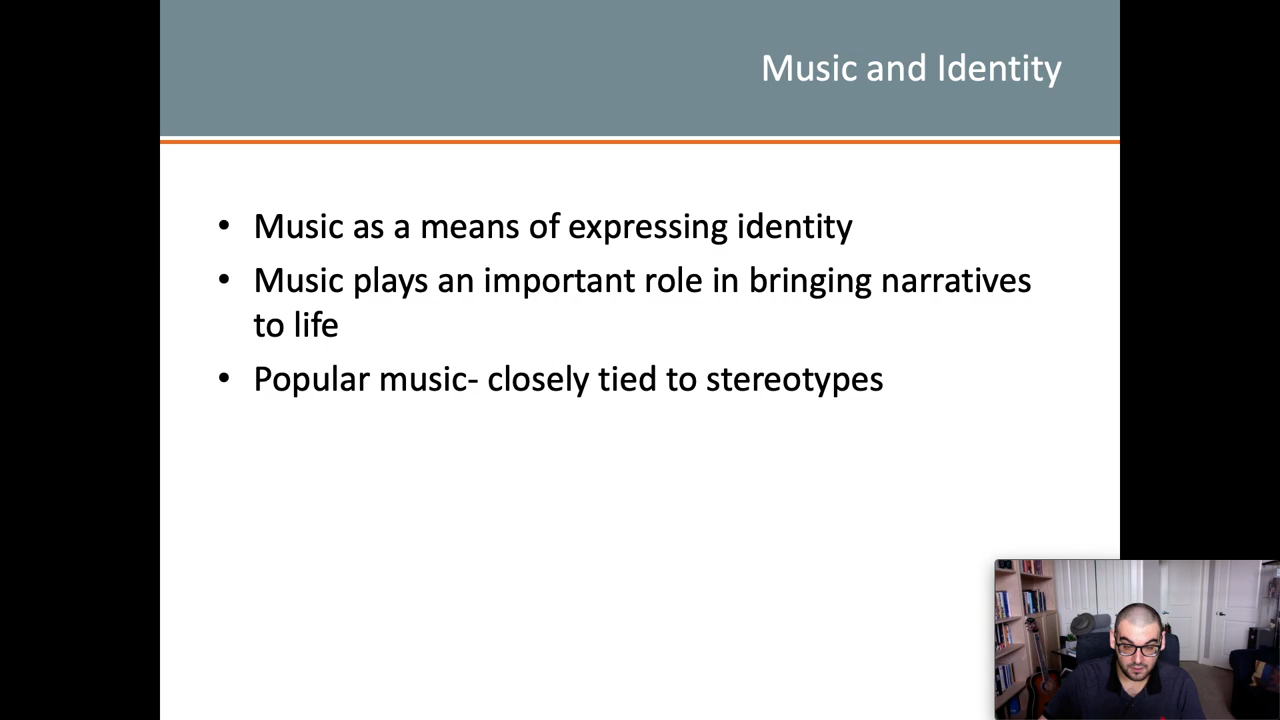 Music and Identity
• Music as a means of expressing identity
• Music plays an important role in bringing narratives
to life
• Popular music- closely tied to stereotypes